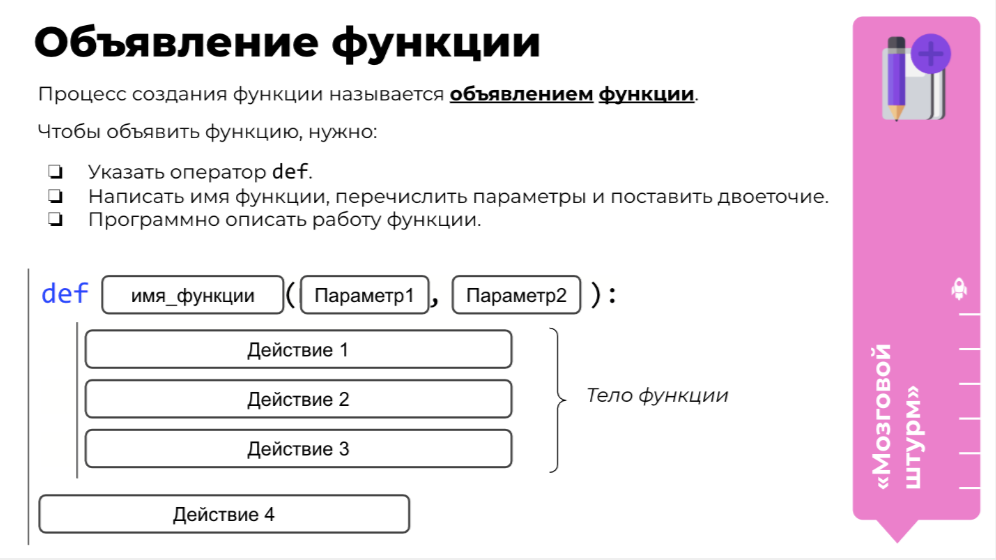 Объявление функции
Процесс создания функции называется объявлением функции.
Чтобы объявить функцию, нужно:
❏ Указать оператор def.
❏ Написать имя функции, перечислить параметры и поставить двоеточие.
❏ Программно описать работу функции.
def имя_функции (Параметр1, Параметр2 ):
Действие 1
Действие 2
Действие 3
Тело функции
Действие 4
«Мозговой
штурм»